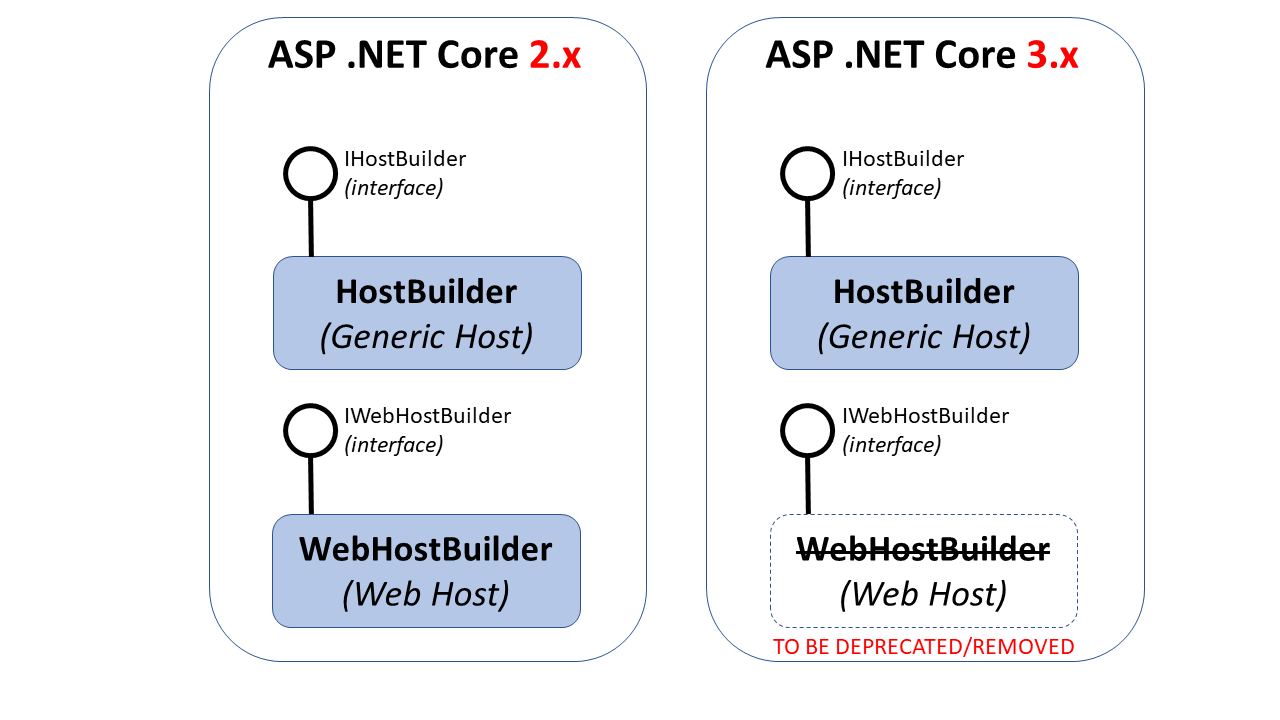 ASP .NET Core 2.x
IHostBuilder
(interface)
HostBuilder
(Generic Host)
IWebHostBuilder
(interface)
WebHostBuilder
(Web Host)
ASP .NET Core 3.x
IHostBuilder
(interface)
HostBuilder
(Generic Host)
IWebHostBuilder
(interface)
WebHostBuilder
(Web Host)
TO BE DEPRECATED/REMOVED